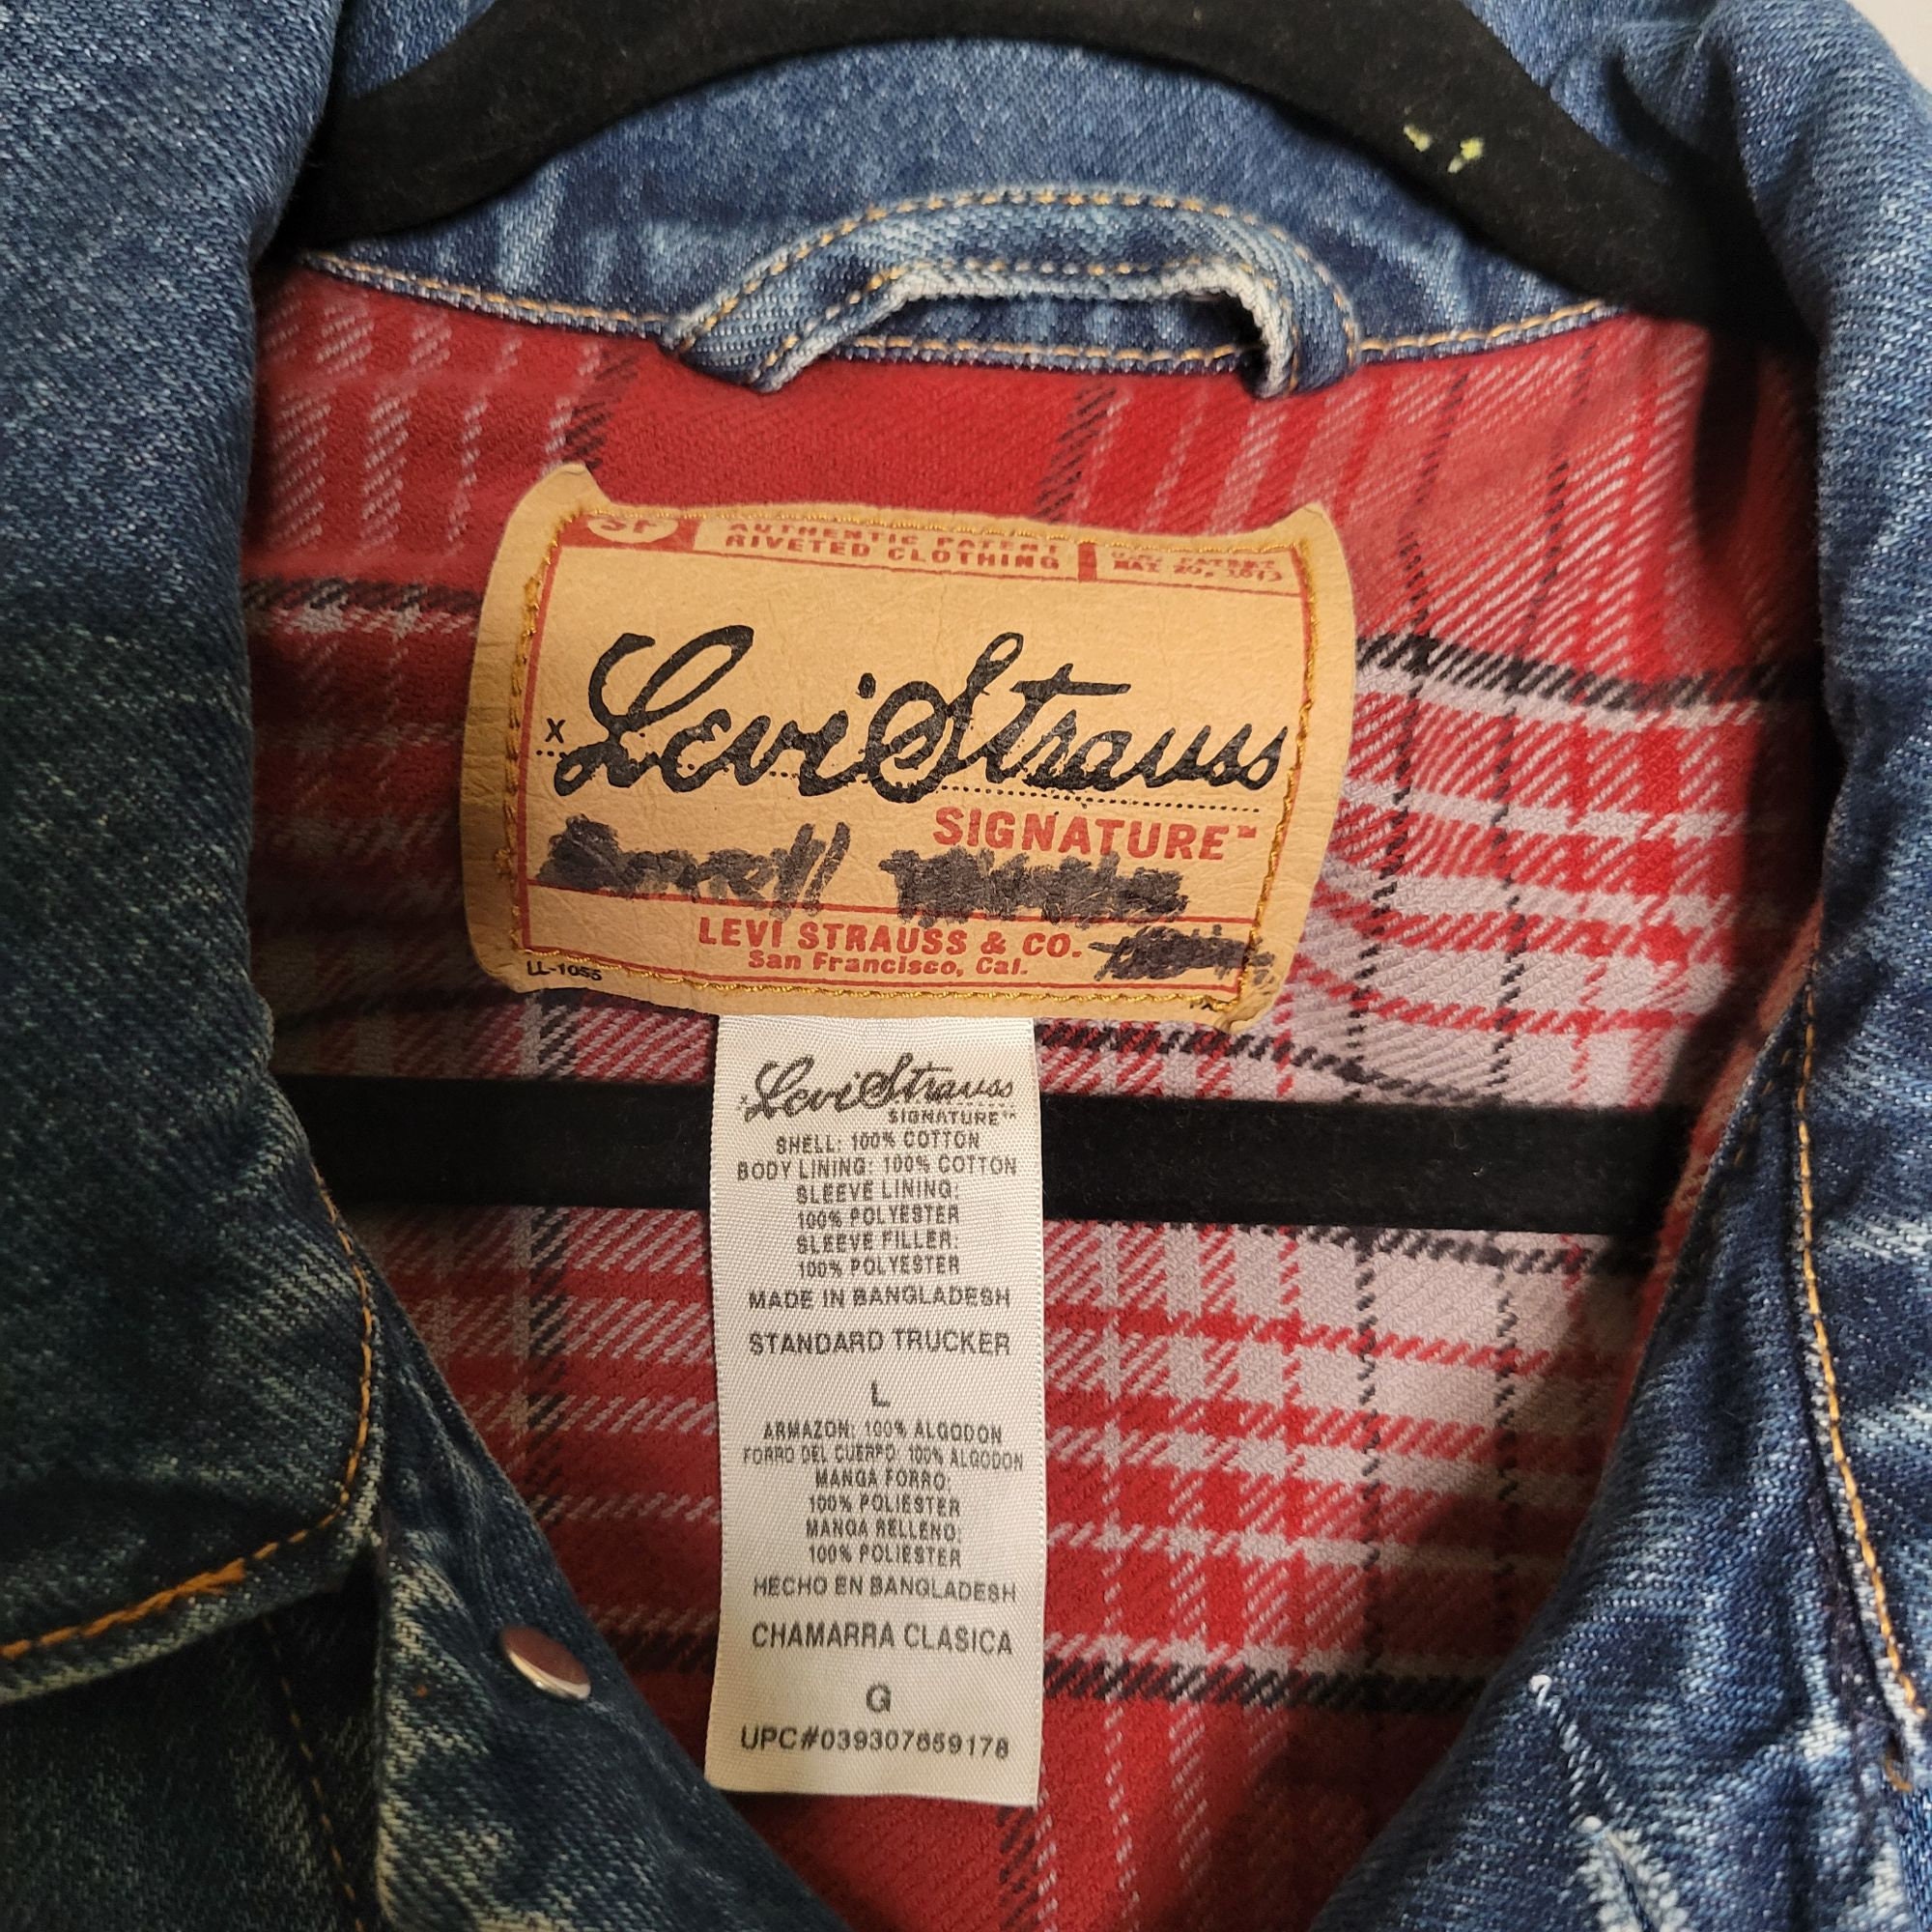 SF
AUTHENTIC PATENT
RIVETED CLOTHING
MAY 20, 1873
x Levi Strauss
SIGNATURE™
LEVI STRAUSS & CO.
San Francisco, Cal.
LL-1055
Levi Strauss
SIGNATURE™
SHELL: 100% COTTON
BODY LINING: 100% COTTON
SLEEVE LINING:
100% POLYESTER
SLEEVE FILLER:
100% POLYESTER
MADE IN BANGLADESH
STANDARD TRUCKER
L
ARMAZON: 100% ALGODON
FORRO DEL CUERPO: 100% ALGODON
MANGA FORRO:
100% POLIESTER
MANGA RELLENO:
100% POLIESTER
HECHO EN BANGLADESH
CHAMARRA CLASICA
G
UPC#039307859178